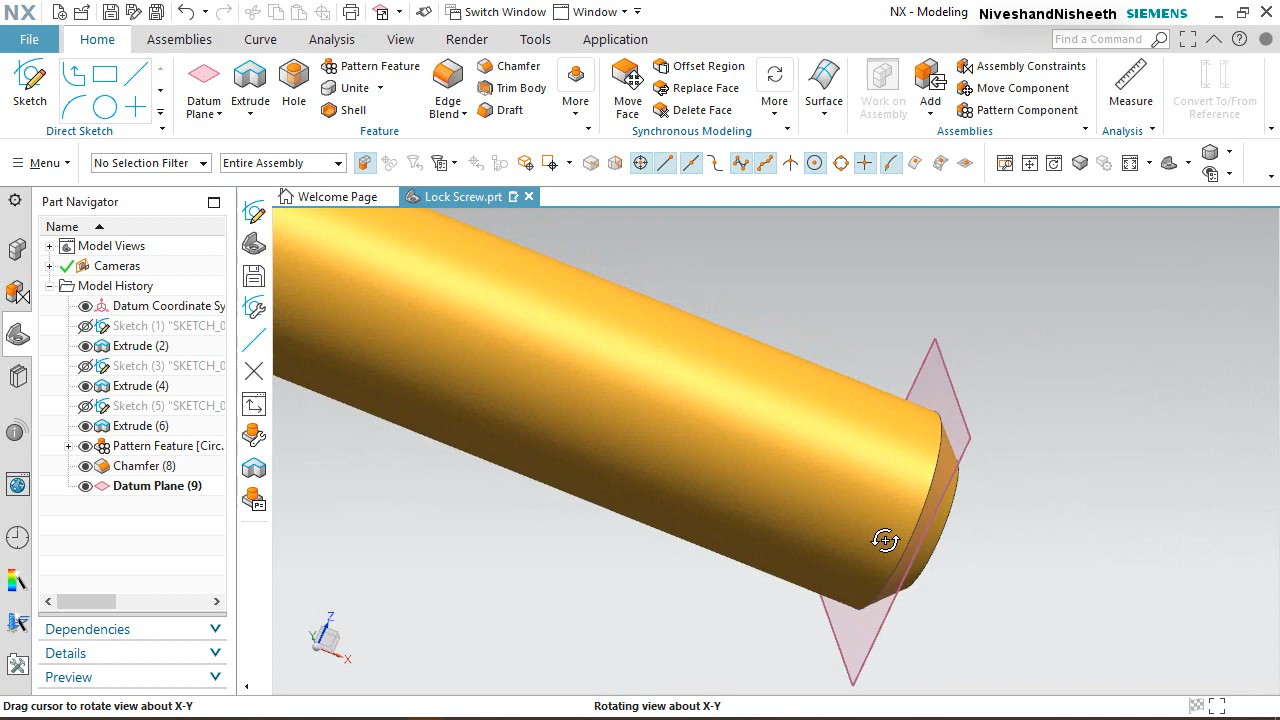 NX
Switch Window
Window
NX - Modeling
NiveshandNisheeth
SIEMENS
File
Home
Assemblies
Curve
Analysis
View
Render
Tools
Application
Find a Command
Sketch
Direct Sketch
Datum
Plane
Extrude
Hole
Pattern Feature
Unite
Shell
Edge
Blend
Chamfer
Trim Body
Draft
More
Feature
Move
Face
Offset Region
Replace Face
Delete Face
More
Synchronous Modeling
Surface
Work on
Assembly
Add
Assembly Constraints
Move Component
Pattern Component
Assemblies
Measure
Analysis
Convert To/From
Reference
Menu
No Selection Filter
Entire Assembly
Part Navigator
Welcome Page
Lock Screw.prt
Name
Model Views
Cameras
Model History
Datum Coordinate Sy
Sketch (1) "SKETCH_0
Extrude (2)
Sketch (3) "SKETCH_0
Extrude (4)
Sketch (5) "SKETCH_0
Extrude (6)
Pattern Feature [Circ.
Chamfer (8)
Datum Plane (9)
Dependencies
Details
Preview
Z
Y
X
Drag cursor to rotate view about X-Y
Rotating view about X-Y